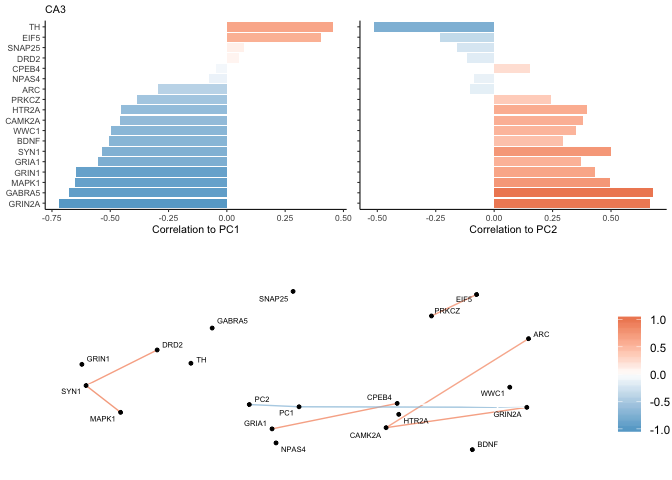 CA3
TH
EIF5
SNAP25
DRD2
CPEB4
NPAS4
ARC
PRKCZ
HTR2A
CAMK2A
WWC1
BDNF
SYN1
GRIA1
GRIN1
MAPK1
GABRA5
GRIN2A
-0.75 -0.50 -0.25 0.00 0.25 0.50
Correlation to PC1
-0.50 -0.25 0.00 0.25 0.50
Correlation to PC2
SNAP25
EIF5
PRKCZ
GABRA5
ARC
DRD2
GRIN1
TH
SYN1
WWC1
PC2
CPEB4
PC1
GRIN2A
MAPK1
HTR2A
GRIA1
CAMK2A
NPAS4
BDNF
1.0
0.5
0.0
-0.5
-1.0